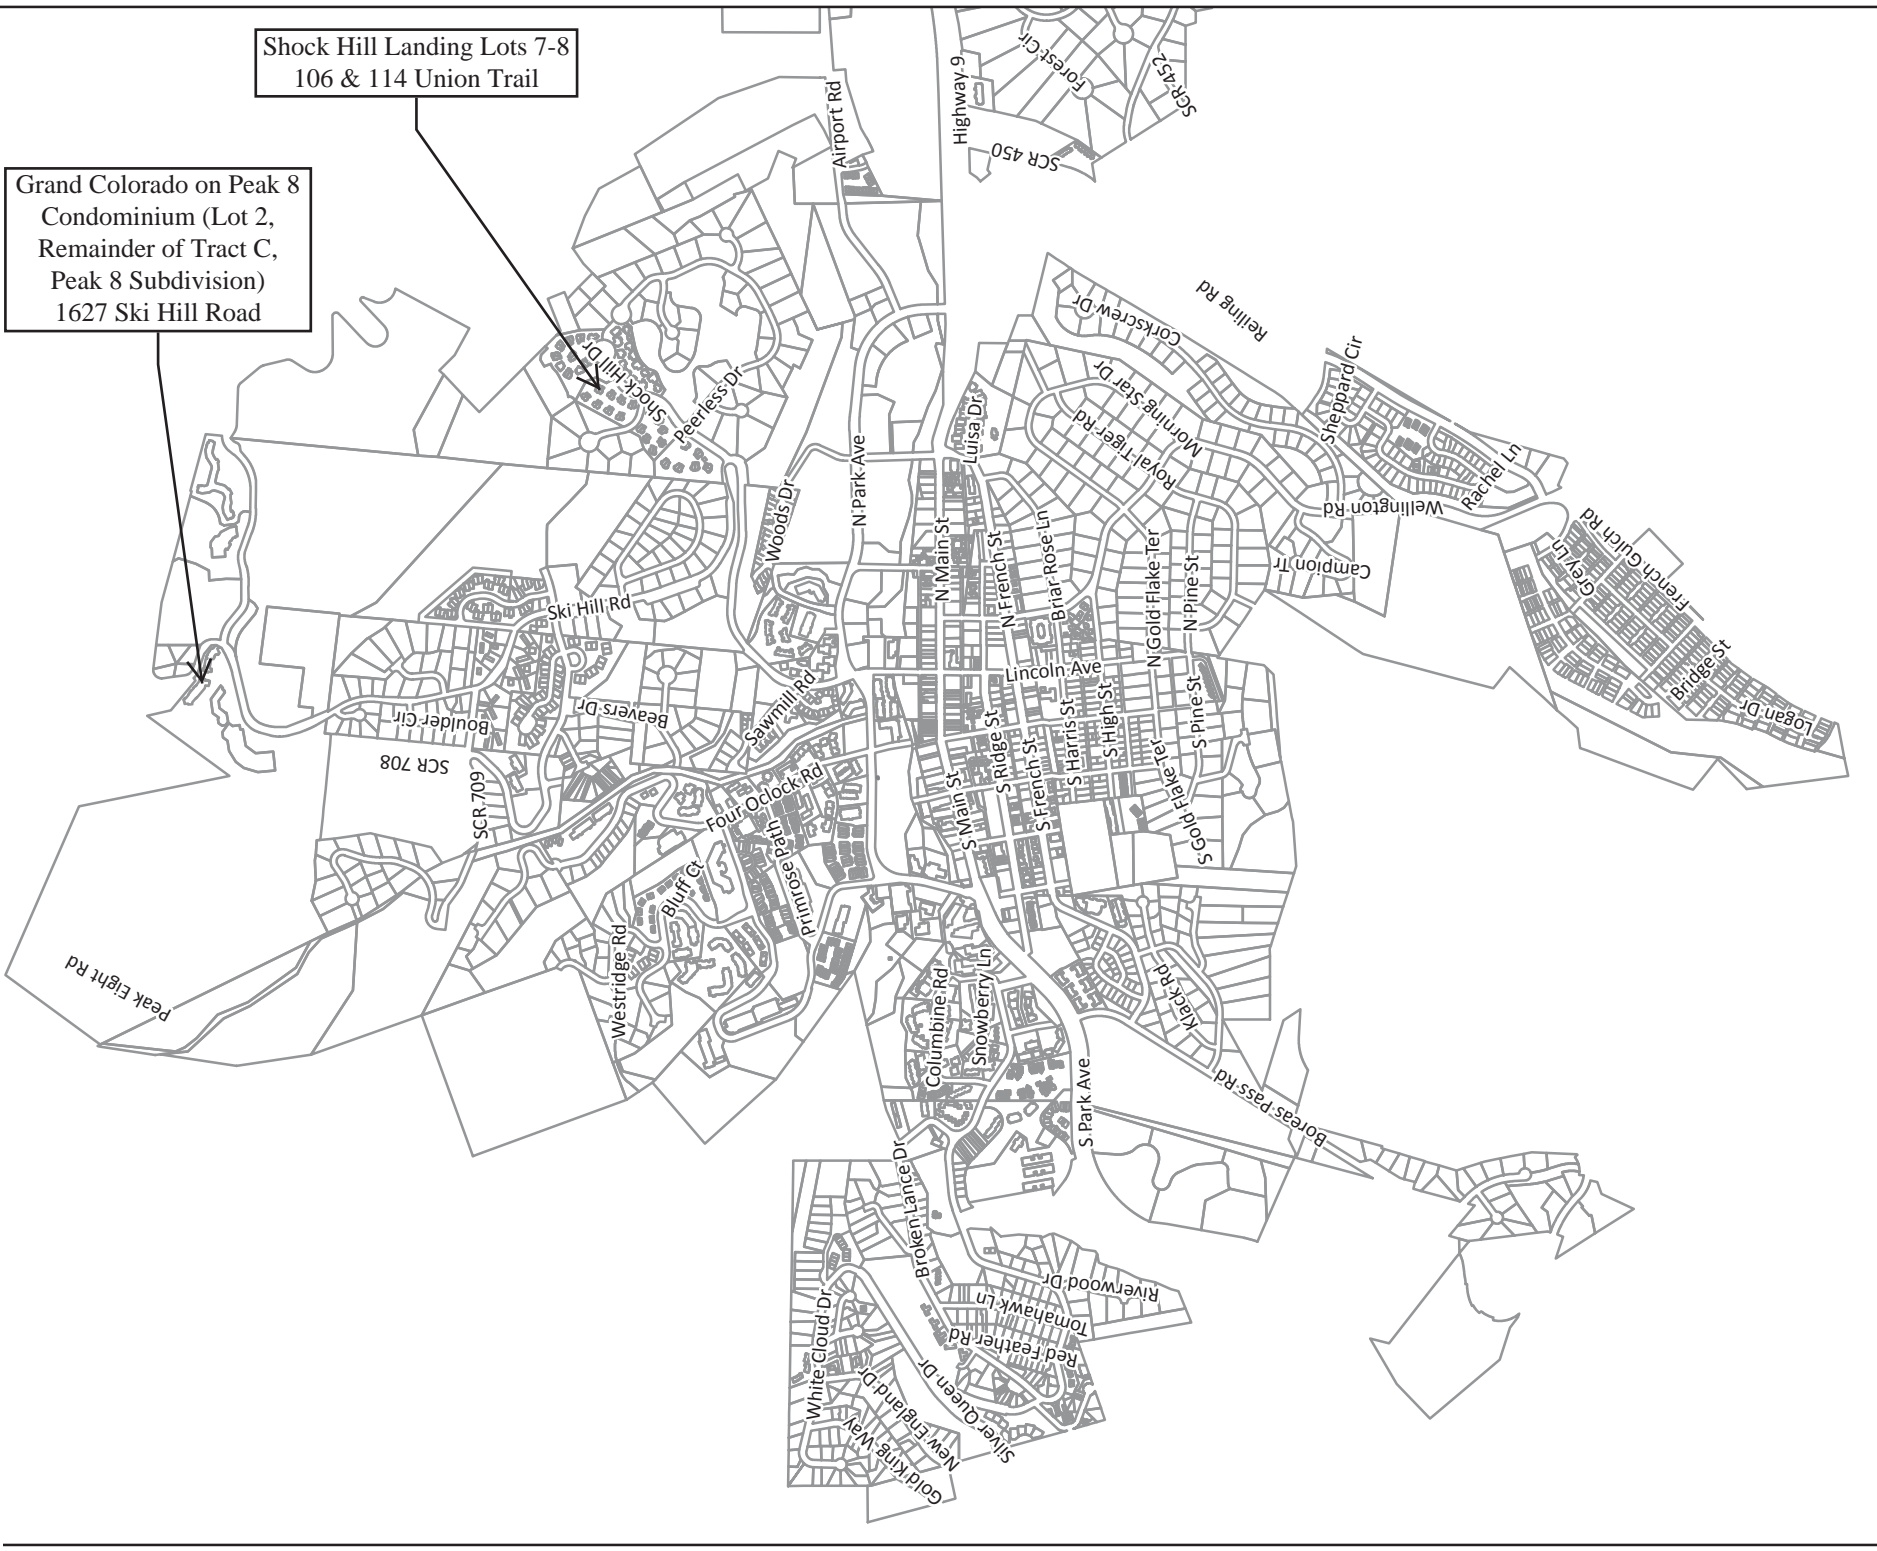 Shock Hill Landing Lots 7-8
106 & 114 Union Trail
Grand Colorado on Peak 8
Condominium (Lot 2,
Remainder of Tract C,
Peak 8 Subdivision)
1627 Ski Hill Road
Forest Cir
SCR 452
Highway 9
SCR 450
Airport Rd
Reiling Rd
Corkscrew Dr
Sheppard Cir
Shock Hill Dr
Peerless Dr
Luisa Dr
Morning Star Dr
Royal Tiger Rd
N Park Ave
Woods Dr
Wellington Rd
Rachel Ln
N Main St
N French St
Briar Rose Ln
N Gold Flake Ter
N Pine St
Campion Tr
Grey Ln
French Gulch Rd
Ski Hill Rd
Lincoln Ave
Bridge St
Logan Dr
Boulder Cir
Beavers Dr
Sawmill Rd
S Ridge St
S French St
S Harris St
S High St
S Pine St
S Gold Flake Ter
SCR 708
SCR 709
Four Oclock Rd
S Main St
Primrose Path
Bluff Ct
Westridge Rd
Peak Eight Rd
Columbine Rd
Snowberry Ln
Klack Rd
S Park Ave
Boreas Pass Rd
Broken Lance Dr
Riverwood Dr
Tomahawk Ln
Red Feather Rd
White Cloud Dr
New England Dr
Silver Queen Dr
Gold King Way